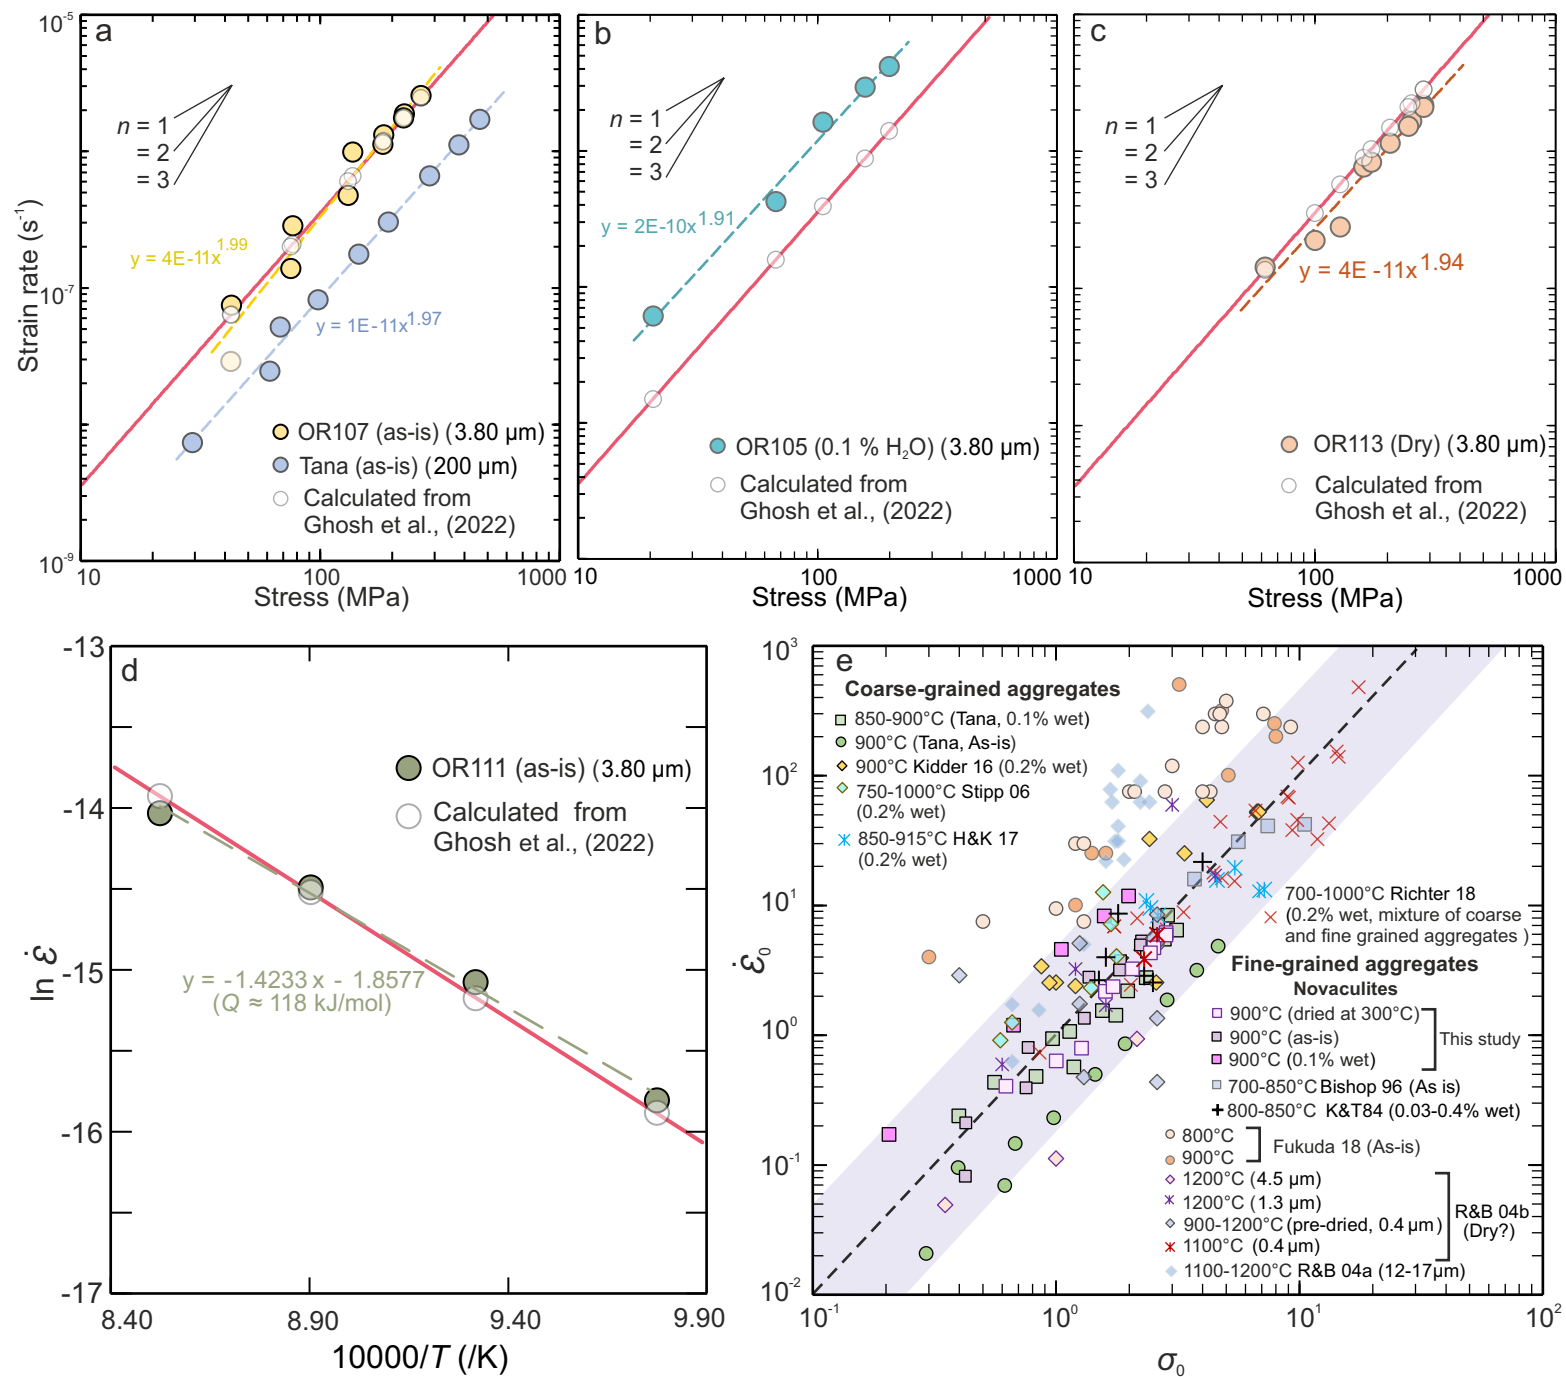 a
10-5
10-7
10-9
Strain rate (s-1)
n = 1
= 2
= 3
y = 4E-11x1.99
y = 1E-11x1.97
OR107 (as-is) (3.80 µm)
Tana (as-is) (200 µm)
Calculated from
Ghosh et al., (2022)
10
100
1000
Stress (MPa)
b
n = 1
= 2
= 3
y = 2E-10x1.91
OR105 (0.1 % H2O) (3.80 µm)
Calculated from
Ghosh et al., (2022)
10
100
1000
Stress (MPa)
c
n = 1
= 2
= 3
y = 4E -11x1.94
OR113 (Dry) (3.80 µm)
Calculated from
Ghosh et al., (2022)
10
100
1000
Stress (MPa)
d
-13
-14
-15
-16
-17
ln ε̇
OR111 (as-is) (3.80 µm)
Calculated from
Ghosh et al., (2022)
y = -1.4233 x - 1.8577
(Q ≈ 118 kJ/mol)
8.40
8.90
9.40
9.90
10000/T (/K)
e
103
102
101
100
10-1
10-2
ε̇0
Coarse-grained aggregates
850-900°C (Tana, 0.1% wet)
900°C (Tana, As-is)
900°C Kidder 16 (0.2% wet)
750-1000°C Stipp 06
(0.2% wet)
850-915°C H&K 17
(0.2% wet)
700-1000°C Richter 18
(0.2% wet, mixture of coarse
and fine grained aggregates )
Fine-grained aggregates
Novaculites
900°C (dried at 300°C)
900°C (as-is)
900°C (0.1% wet)
This study
700-850°C Bishop 96 (As is)
800-850°C K&T84 (0.03-0.4% wet)
800°C
900°C
Fukuda 18 (As-is)
1200°C (4.5 µm)
1200°C (1.3 µm)
900-1200°C (pre-dried, 0.4 µm)
1100°C (0.4 µm)
R&B 04b
(Dry?)
1100-1200°C R&B 04a (12-17µm)
10-1
100
101
102
σ0